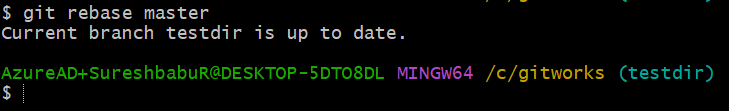 $ git rebase master
Current branch testdir is up to date.
AzureAD+SureshbabuR@DESKTOP-5DTO8DL MINGW64 /c/gitworks (testdir)
$